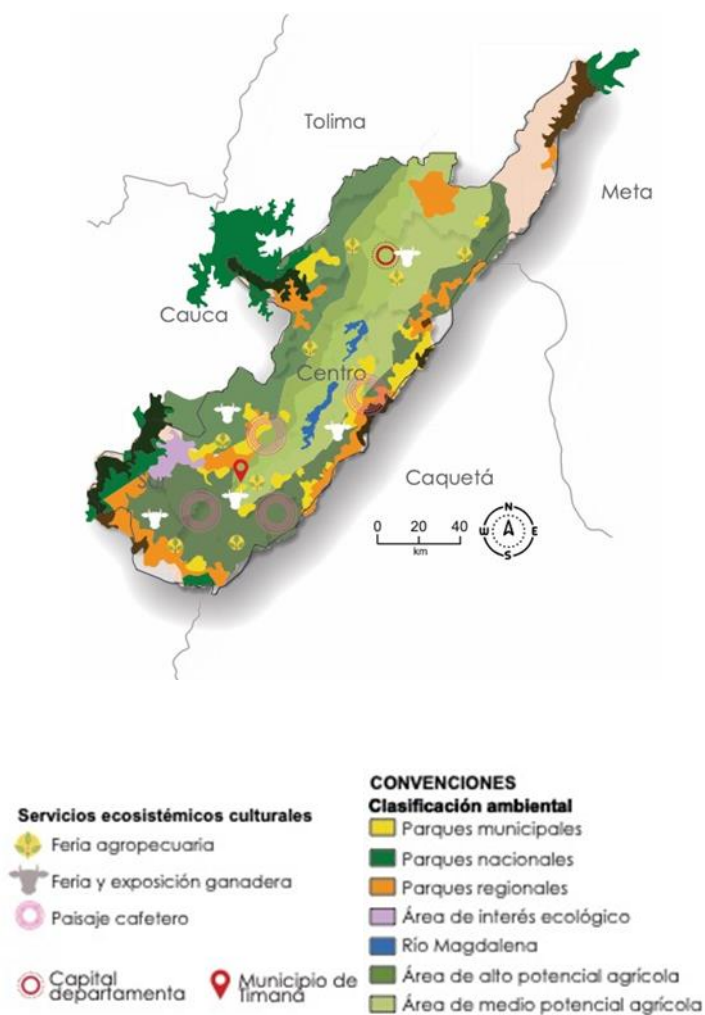 Tolima
Meta
Cauca
Centro
Caquetá
0 20 40
km
N
W E
S
A
CONVENCIONES
Servicios ecosistémicos culturales
Clasificación ambiental
Feria agropecuaria
Feria y exposición ganadera
Paisaje cafetero
Capital
departamenta
Municipio de
Timaná
Parques municipales
Parques nacionales
Parques regionales
Área de interés ecológico
Río Magdalena
Área de alto potencial agrícola
Área de medio potencial agrícola